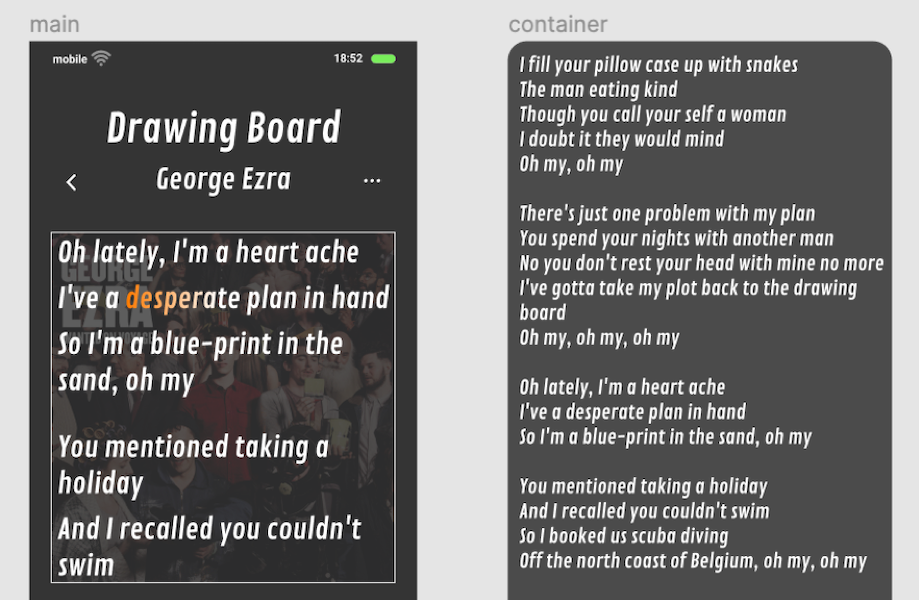 main
mobile
18:52
Drawing Board
George Ezra
...
Oh lately, I'm a heart ache
I've a desperate plan in hand
So I'm a blue-print in the
sand, oh my
You mentioned taking a
holiday
And I recalled you couldn't
swim
GEORGE
EZRA
WANTED ON VOYAGE
container
I fill your pillow case up with snakes
The man eating kind
Though you call your self a woman
I doubt it they would mind
Oh my, oh my
There's just one problem with my plan
You spend your nights with another man
No you don't rest your head with mine no more
I've gotta take my plot back to the drawing
board
Oh my, oh my, oh my
Oh lately, I'm a heart ache
I've a desperate plan in hand
So I'm a blue-print in the sand, oh my
You mentioned taking a holiday
And I recalled you couldn't swim
So I booked us scuba diving
Off the north coast of Belgium, oh my, oh my